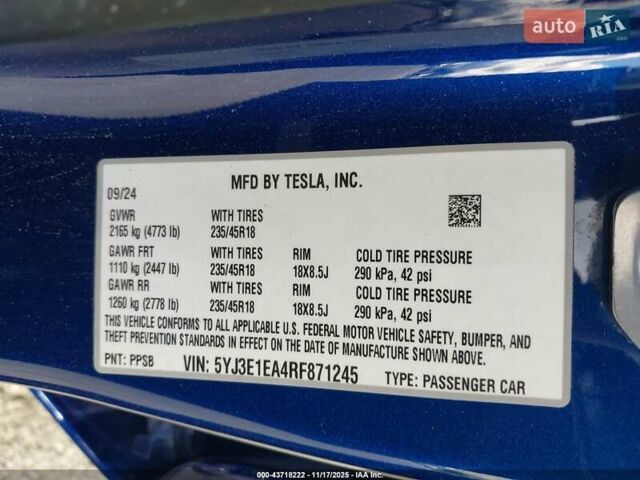 auto RIA .com
MFD BY TESLA, INC.
09/24
GVWR WITH TIRES
2165 kg (4773 lb) 235/45R18
GAWR FRT WITH TIRES RIM COLD TIRE PRESSURE
1110 kg (2447 lb) 235/45R18 18X8.5J 290 kPa, 42 psi
GAWR RR WITH TIRES RIM COLD TIRE PRESSURE
1260 kg (2778 lb) 235/45R18 18X8.5J 290 kPa, 42 psi
THIS VEHICLE CONFORMS TO ALL APPLICABLE U.S. FEDERAL MOTOR VEHICLE SAFETY, BUMPER, AND
THEFT PREVENTION STANDARDS IN EFFECT ON THE DATE OF MANUFACTURE SHOWN ABOVE.
PNT: PPSB VIN: 5YJ3E1EA4RF871245 TYPE: PASSENGER CAR
000-43718222 - 11/17/2025 - IAA Inc.